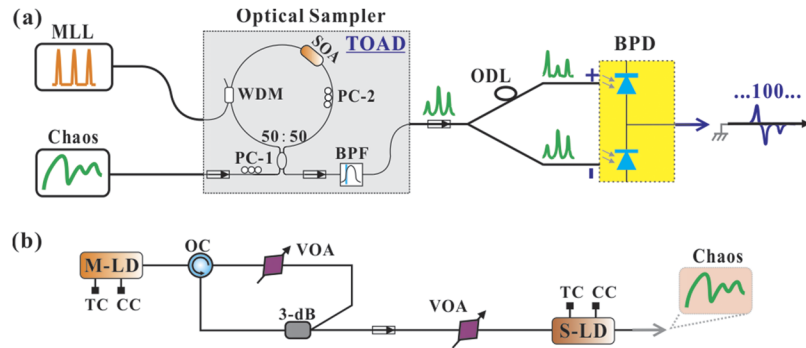 (a)
Optical Sampler
MLL
TOAD
SOA
WDM
PC-2
50:50
Chaos
PC-1
BPF
ODL
BPD
+
-
...100...
(b)
M-LD
TC CC
OC
VOA
3-dB
VOA
TC CC
S-LD
Chaos